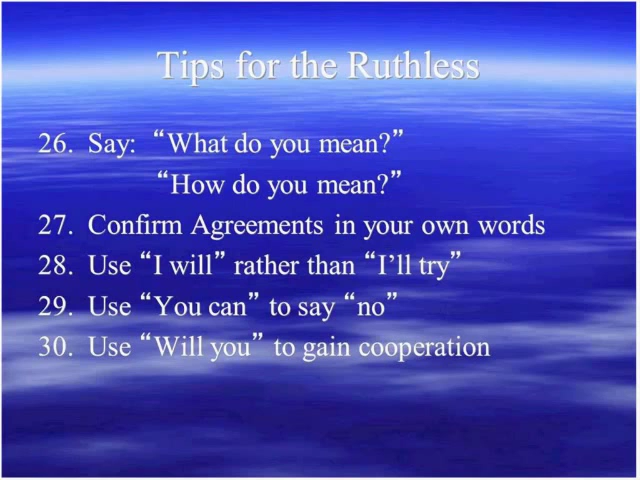 Tips for the Ruthless
26. Say: “What do you mean?”
“How do you mean?”
27. Confirm Agreements in your own words
28. Use “I will” rather than “I’ll try”
29. Use “You can” to say “no”
30. Use “Will you” to gain cooperation